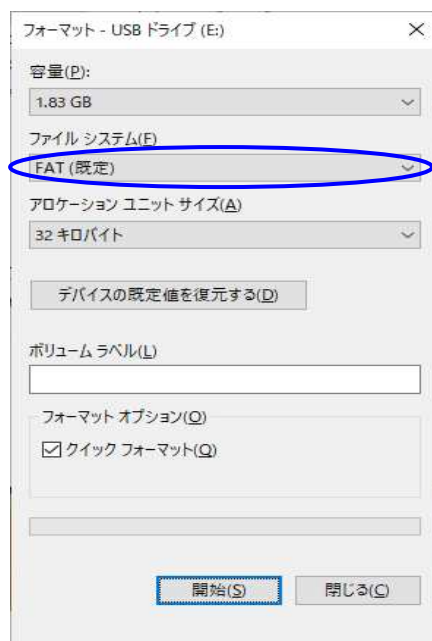 フォーマット - USB ドライブ (E:)
容量(P):
1.83 GB
ファイル システム(F)
FAT (既定)
アロケーション ユニット サイズ(A)
32 キロバイト
デバイスの既定値を復元する(D)
ボリューム ラベル(L)
フォーマット オプション(O)
クイック フォーマット(Q)
開始(S)
閉じる(C)